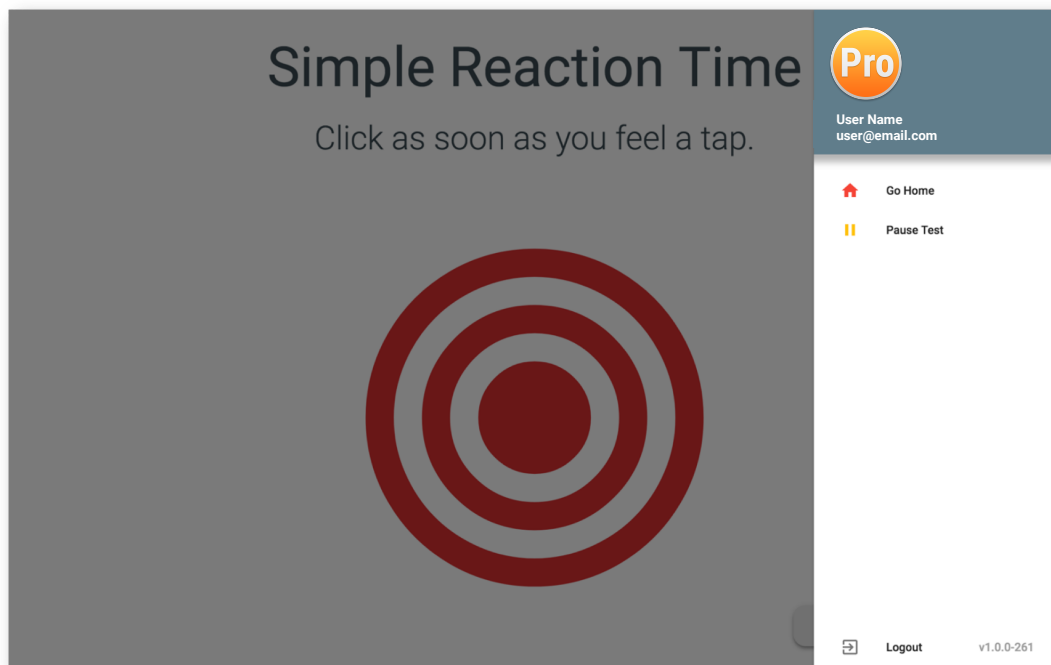 Simple Reaction Time
Click as soon as you feel a tap.
Pro
User Name
user@email.com
Go Home
Pause Test
Logout
v1.0.0-261